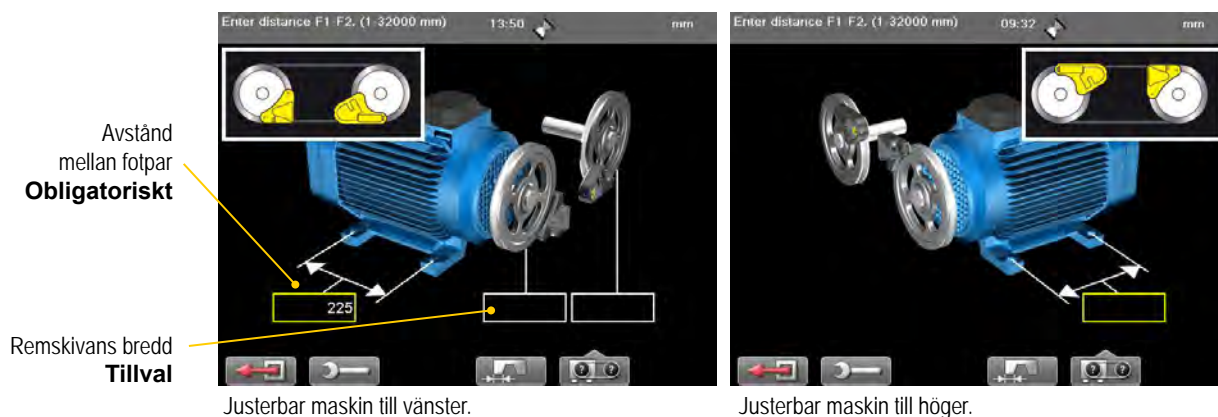 Enter distance F1-F2. (1-32000 mm) 13:50 mm
Avstånd
mellan fotpar
Obligatoriskt
225
Remskivans bredd
Tillval
? ?
Justerbar maskin till vänster.
Enter distance F1-F2. (1-32000 mm) 09:32 mm
? ?
Justerbar maskin till höger.